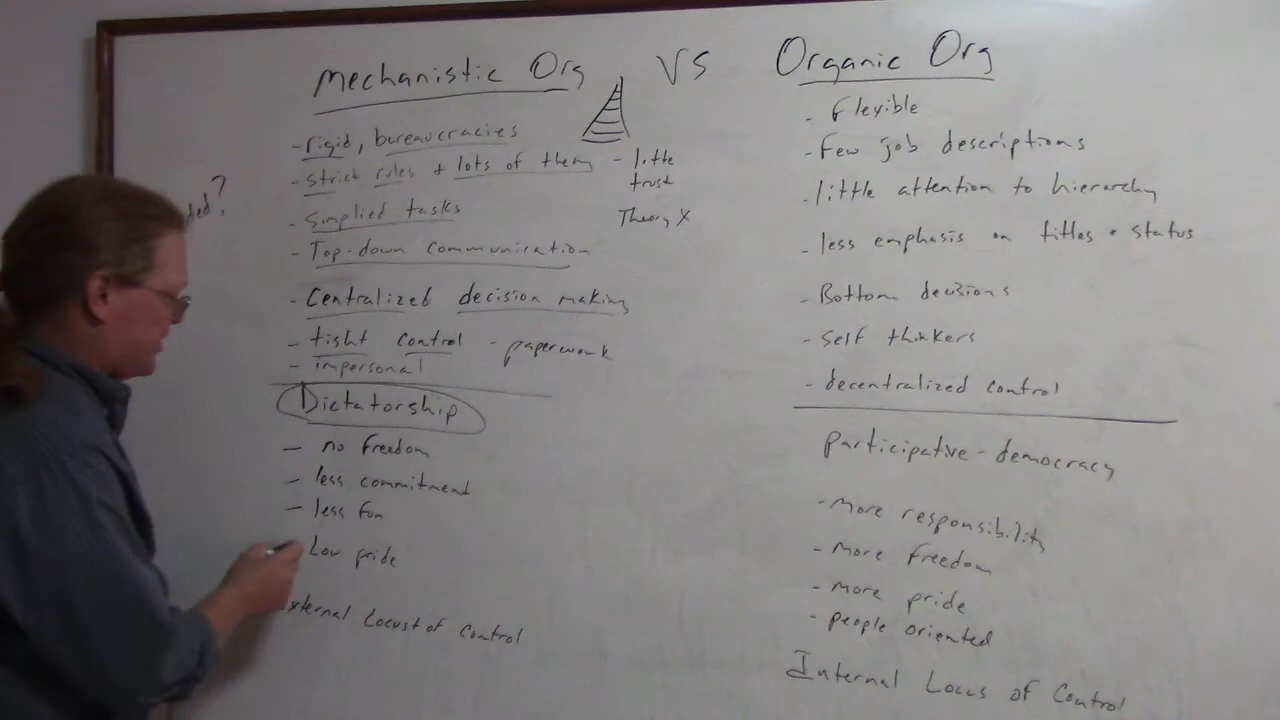 Mechanistic Org VS Organic Org
- rigid, bureaucracies
- strict rules + lots of them - little trust
Theory X
- Simplied tasks
- Top-down communication
- Centralized decision making
- tight control - paperwork
- impersonal
Dictatorship
- no freedom
- less commitment
- less fun
- Low pride
External Locust of Control
- Flexible
- Few job descriptions
- little attention to hierarchy
- less emphasis on titles + status
- Bottom decisions
- Self thinkers
- decentralized control
participative - democracy
- more responsibility
- more freedom
- more pride
- people oriented
Internal Locus of Control